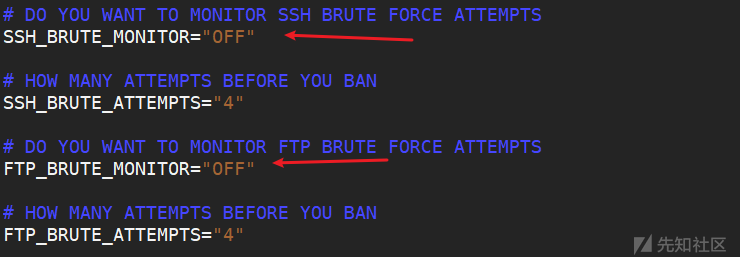 # DO YOU WANT TO MONITOR SSH BRUTE FORCE ATTEMPTS
SSH_BRUTE_MONITOR="OFF"
# HOW MANY ATTEMPTS BEFORE YOU BAN
SSH_BRUTE_ATTEMPTS="4"
# DO YOU WANT TO MONITOR FTP BRUTE FORCE ATTEMPTS
FTP_BRUTE_MONITOR="OFF"
# HOW MANY ATTEMPTS BEFORE YOU BAN
FTP_BRUTE_ATTEMPTS="4"
先知社区